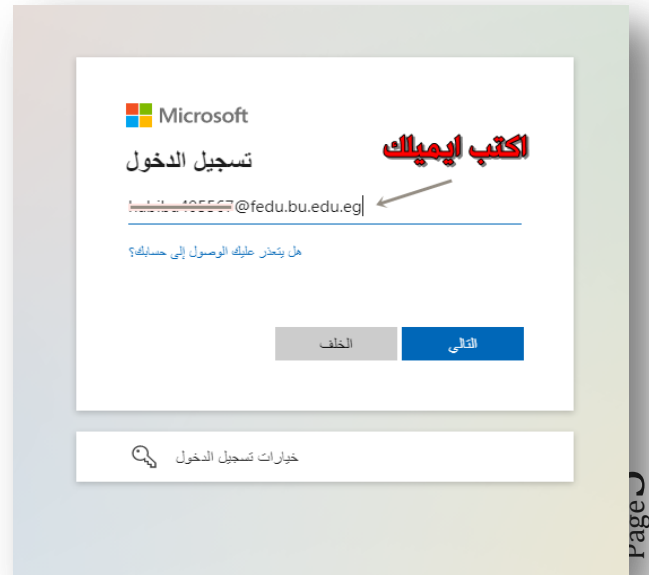 Microsoft
اكتب ايميلك
تسجيل الدخول
@fedu.bu.edu.eg
هل يتعذر عليك الوصول إلى حسابك؟
التالي
الخلف
خيارات تسجيل الدخول
Page